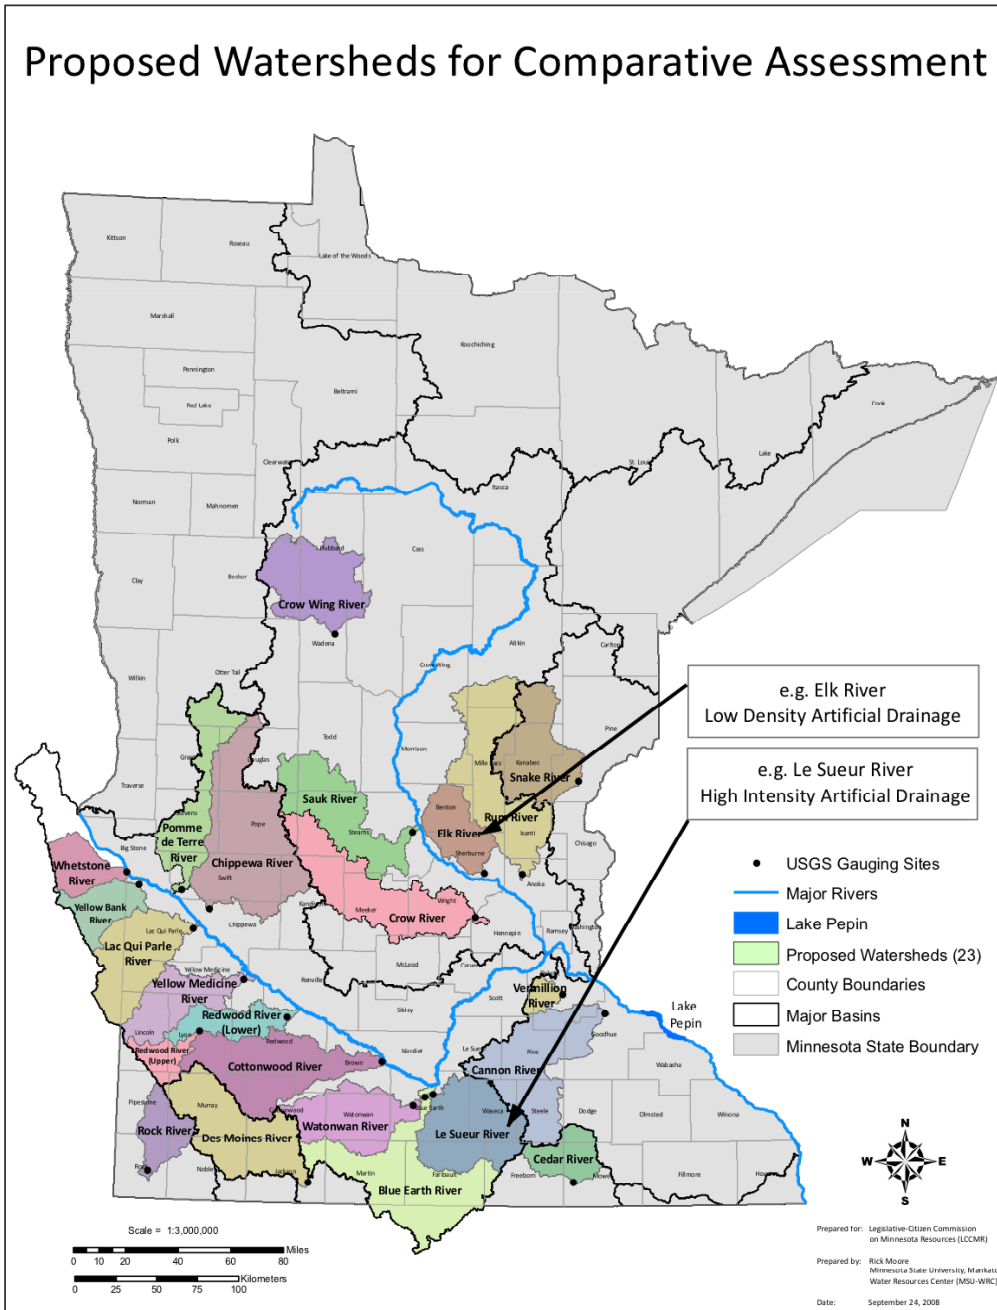 Proposed Watersheds for Comparative Assessment
Kittson
Roseau
Lake of the Woods
Marshall
Koochiching
Pennington
Red Lake
Beltrami
Polk
Cook
Lake
St. Loui
Clearwater
Itasca
Norman
Mahnomen
Hubbard
Cass
Clay
Becker
Crow Wing River
Wadena
Aitkin
Carlton
Crow Wing
Otter Tail
Wilkin
e.g. Elk River
Low Density Artificial Drainage
Todd
Morrison
Pine
Mille Lacs
Kanabec
Grant
Douglas
Snake River
e.g. Le Sueur River
High Intensity Artificial Drainage
Traverse
Sauk River
Benton
Rum River
Stevens
Pope
Stearns
Elk River
Isanti
Pomme
de Terre
River
Big Stone
Chippewa River
Sherburne
Chisago
Whetstone
River
Swift
Anoka
USGS Gauging Sites
Major Rivers
Lake Pepin
Proposed Watersheds (23)
County Boundaries
Major Basins
Minnesota State Boundary
Yellow Bank
River
Kandiyohi
Meeker
Wright
Crow River
Chippewa
Lac Qui Parle
Lac Qui Parle
River
Hennepin
Ramsey
Washington
McLeod
Carver
Yellow Medicine
Yellow Medicine
River
Renville
Scott
Vermillion
River
Sibley
Lake
Pepin
Redwood River
(Lower)
Lincoln
Lyon
Redwood
Goodhue
Redwood River
(Upper)
Nicollet
Le Sueur
Rice
Wabasha
Cottonwood River
Brown
Cannon River
Pipestone
Murray
Cottonwood
Watonwan
Blue Earth
Waseca
Steele
Dodge
Olmsted
Winona
Rock River
Des Moines River
Watonwan River
Le Sueur River
Cedar River
Rock
Nobles
Jackson
Martin
Faribault
Freeborn
Mower
Fillmore
Houston
Blue Earth River
N
W
E
S
Scale = 1:3,000,000
Miles
0 10 20 40 60 80
Kilometers
0 25 50 75 100
Prepared for: Legislative-Citizen Commission
on Minnesota Resources (LCCMR)
Prepared by: Rick Moore
Minnesota State University, Mankato
Water Resources Center (MSU-WRC)
Date: September 24, 2008